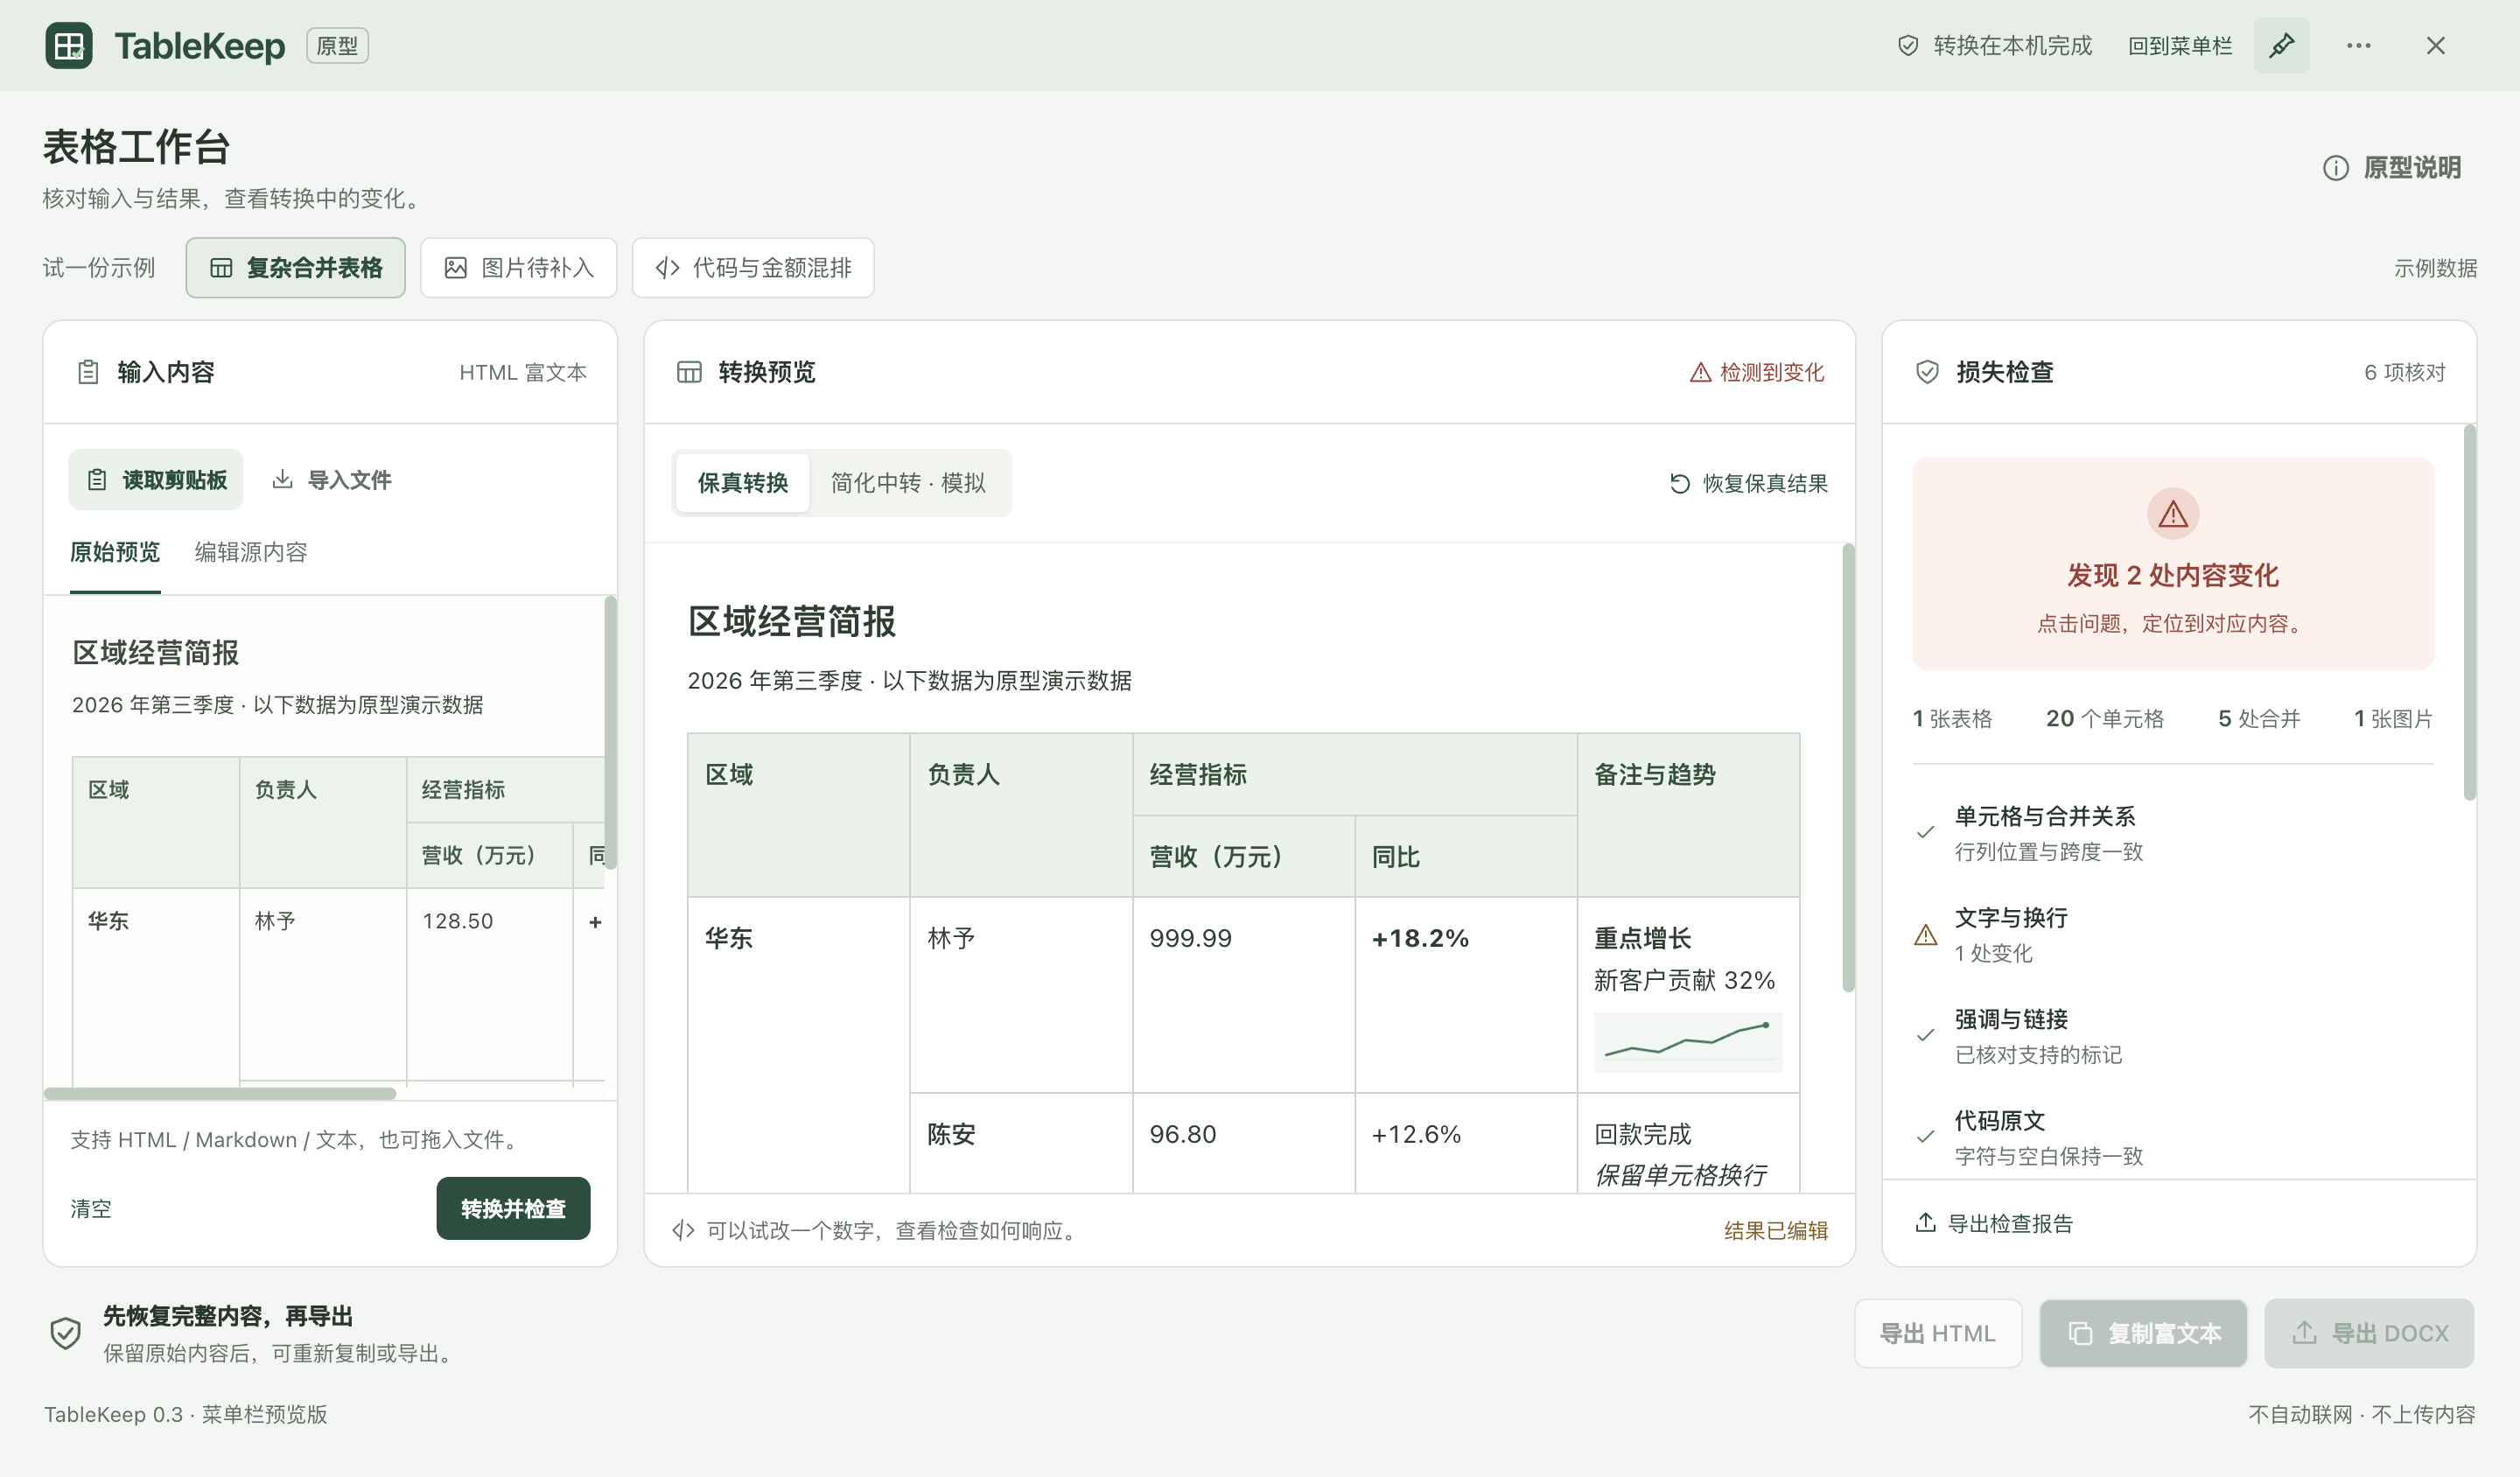 TableKeep 原型
转换在本机完成 回到菜单栏
表格工作台
核对输入与结果，查看转换中的变化。
原型说明
试一份示例 复杂合并表格 图片待补入 代码与金额混排 示例数据
输入内容 HTML 富文本
读取剪贴板 导入文件
原始预览 编辑源内容
区域经营简报
2026 年第三季度 · 以下数据为原型演示数据
区域 负责人 经营指标
营收（万元） 同
华东 林予 128.50 +
支持 HTML / Markdown / 文本，也可拖入文件。
清空 转换并检查
转换预览 检测到变化
保真转换 简化中转 · 模拟 恢复保真结果
区域经营简报
2026 年第三季度 · 以下数据为原型演示数据
区域 负责人 经营指标 备注与趋势
营收（万元） 同比
华东 林予 999.99 +18.2% 重点增长
新客户贡献 32%
陈安 96.80 +12.6% 回款完成
保留单元格换行
可以试改一个数字，查看检查如何响应。 结果已编辑
损失检查 6 项核对
发现 2 处内容变化
点击问题，定位到对应内容。
1 张表格 20 个单元格 5 处合并 1 张图片
单元格与合并关系
行列位置与跨度一致
文字与换行
1 处变化
强调与链接
已核对支持的标记
代码原文
字符与空白保持一致
导出检查报告
先恢复完整内容，再导出
保留原始内容后，可重新复制或导出。
导出 HTML 复制富文本 导出 DOCX
TableKeep 0.3 · 菜单栏预览版 不自动联网 · 不上传内容